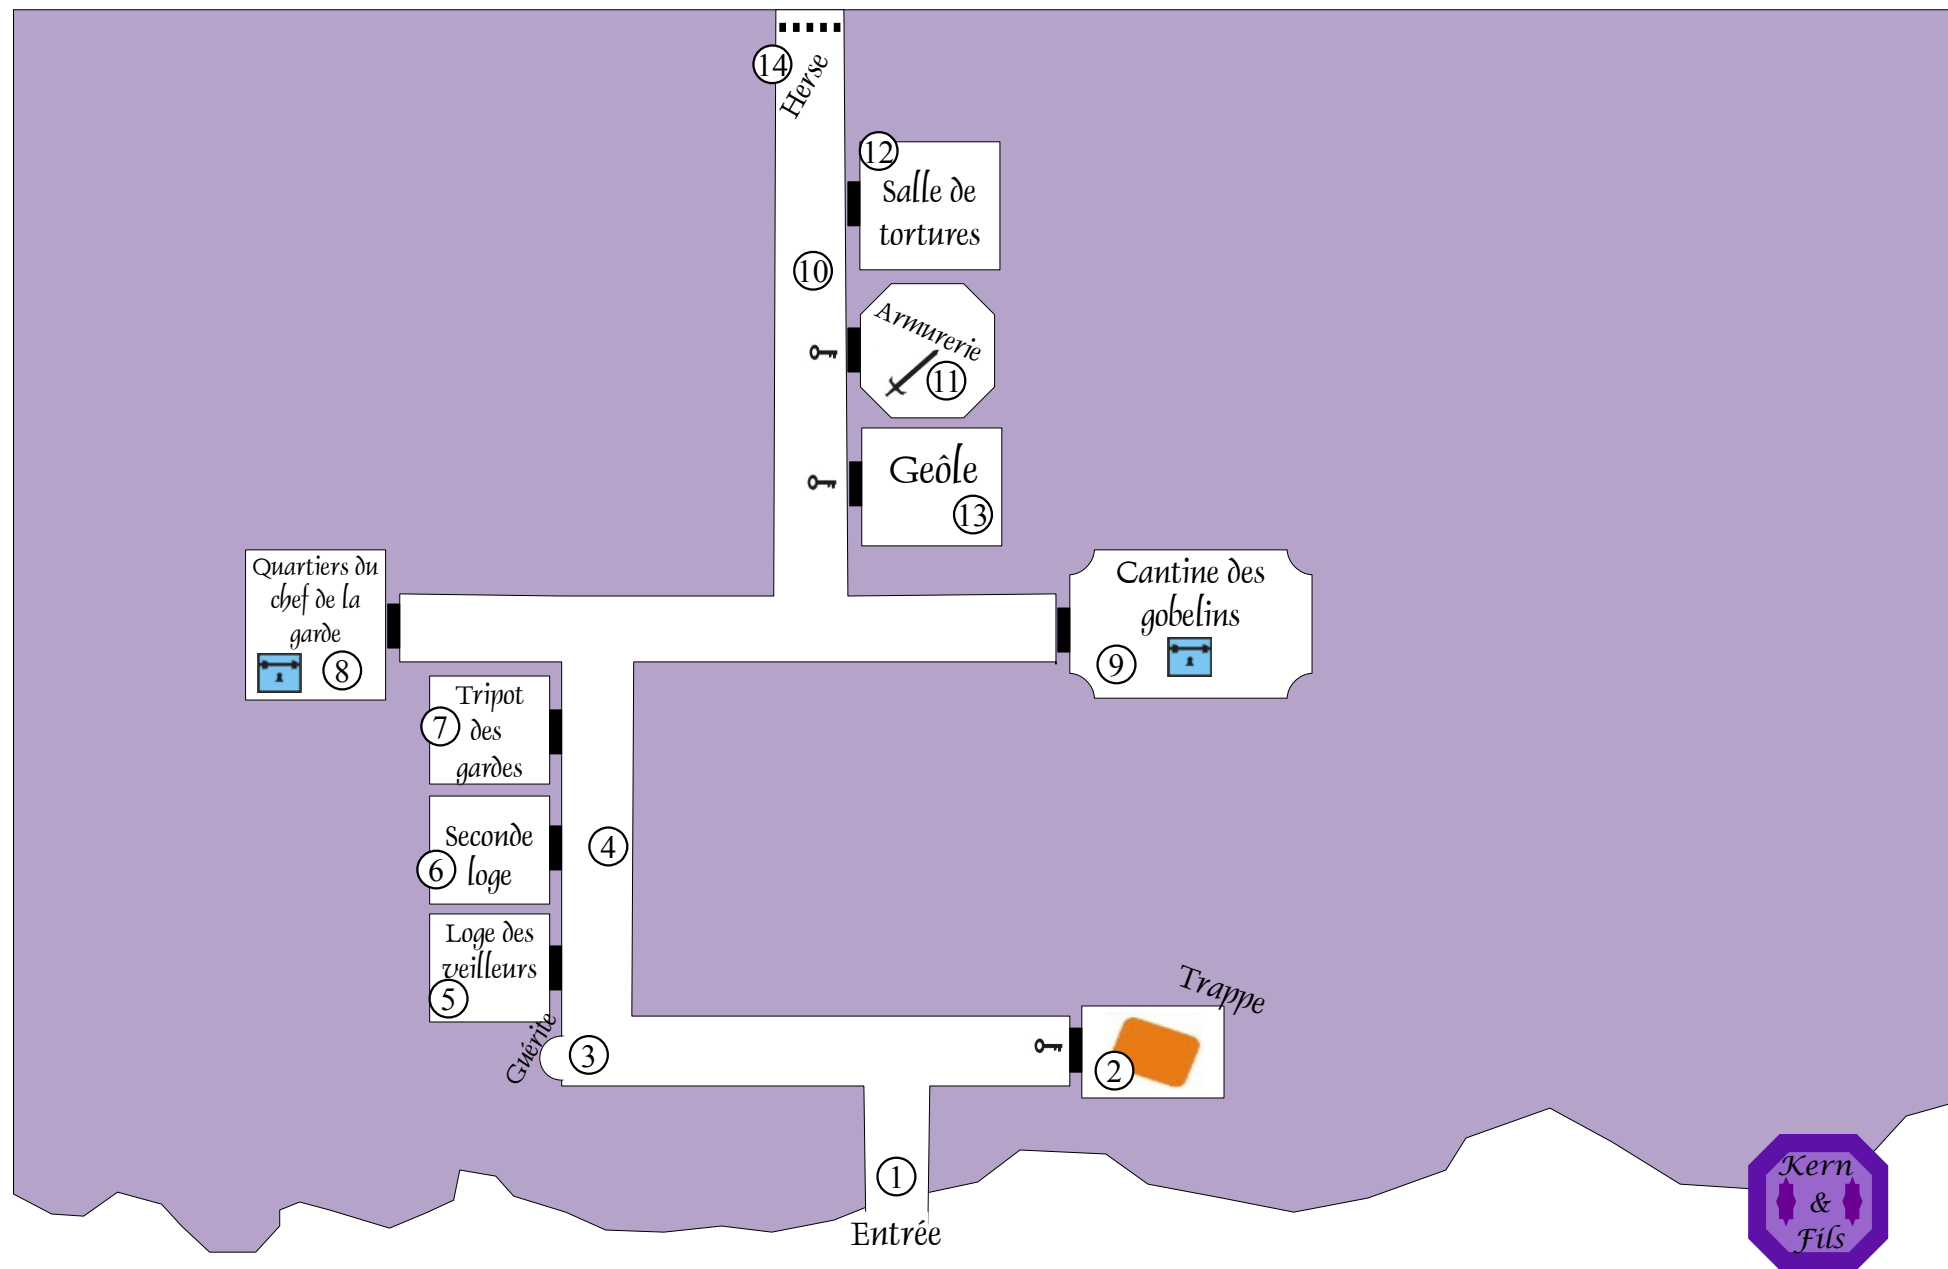 14
Herse
12
Salle de
tortures
10
Armurerie
11
Geôle
13
Quartiers du
chef de la
garde
8
Cantine des
gobelins
9
Tripot
7
des
gardes
4
Seconde
6
loge
Loge des
veilleurs
5
Guérite
3
Trappe
2
1
Entrée
Kern
&
Fils